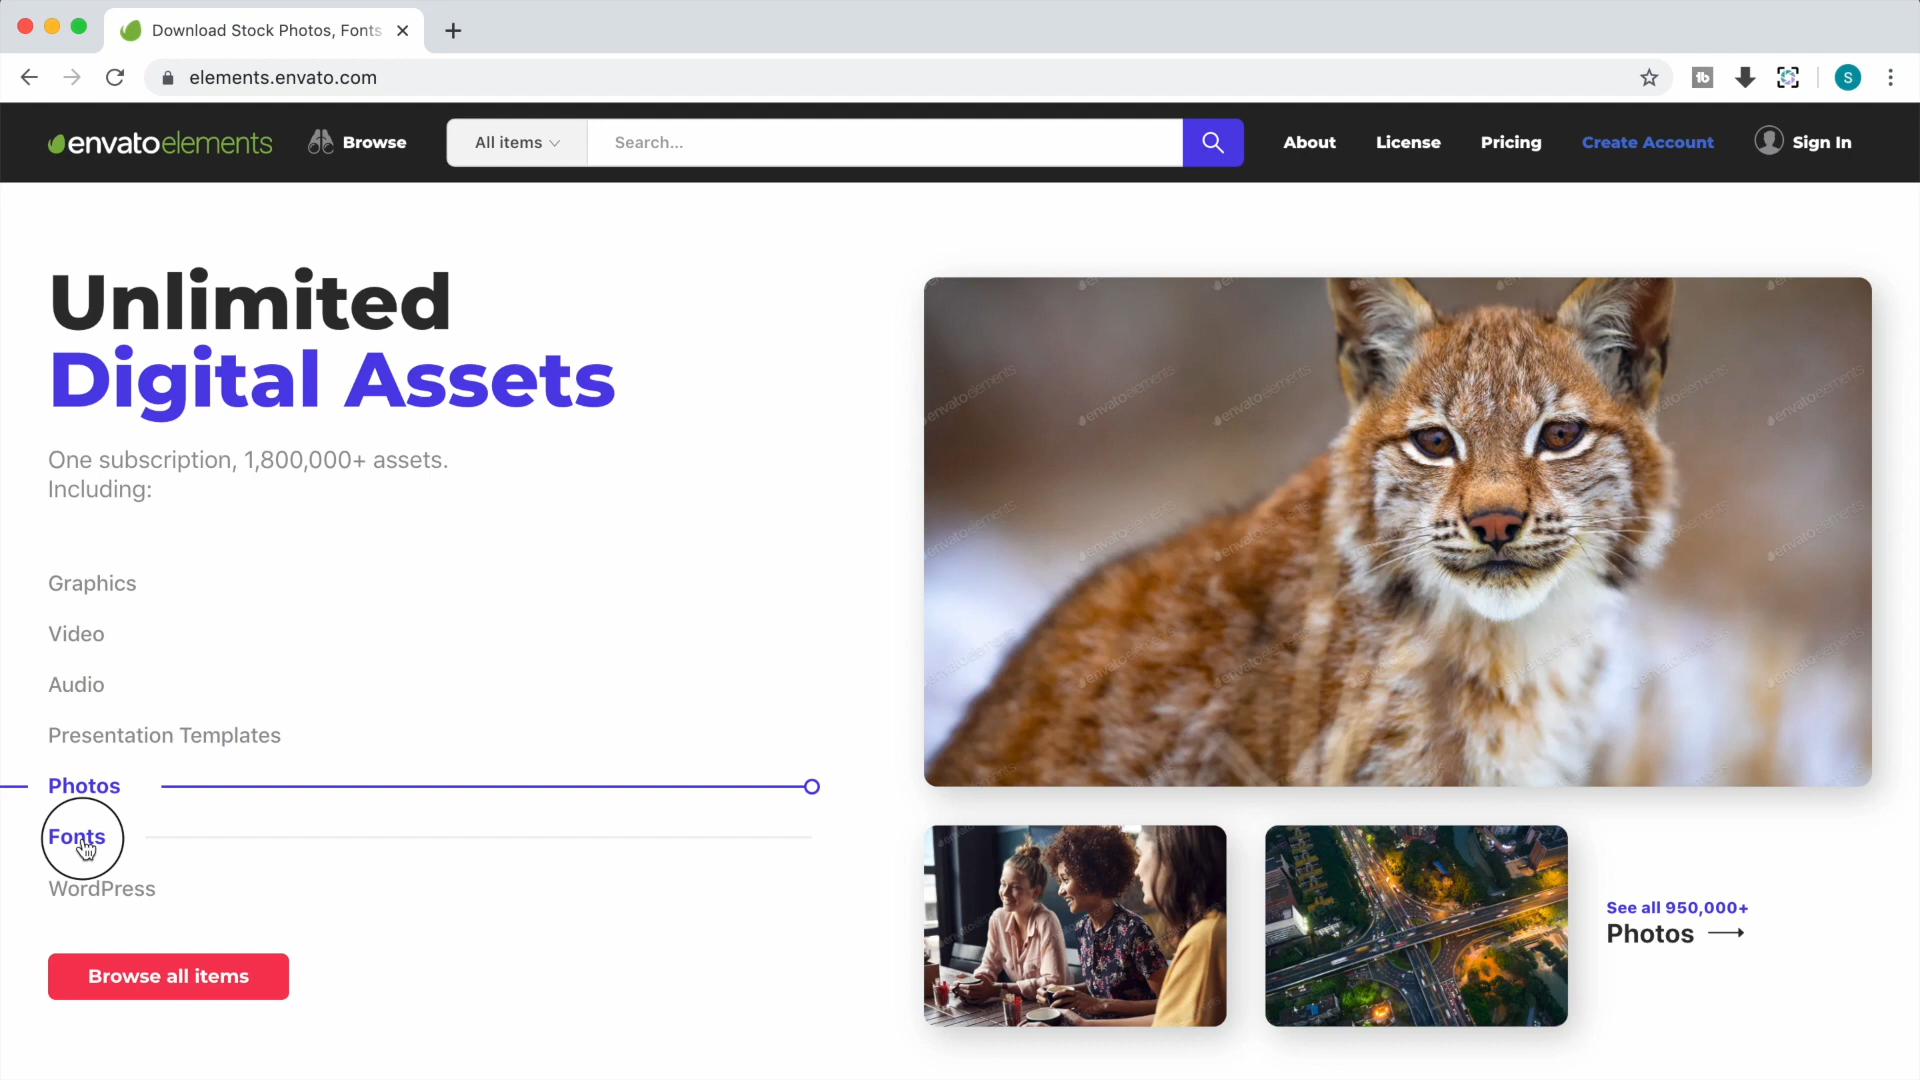 Download Stock Photos, Fonts
elements.envato.com
S
envatoelements
Browse
All items
Search...
About
License
Pricing
Create Account
Sign In
Unlimited
Digital Assets
One subscription, 1,800,000+ assets.
Including:
Graphics
Video
Audio
Presentation Templates
Photos
Fonts
WordPress
Browse all items
See all 950,000+
Photos